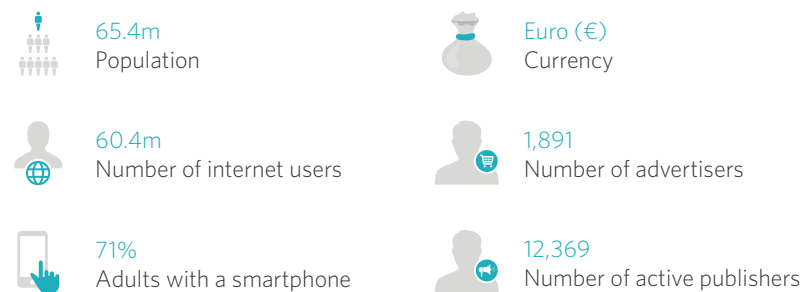 65.4m
Population
Euro (€)
Currency
60.4m
Number of internet users
1,891
Number of advertisers
71%
Adults with a smartphone
12,369
Number of active publishers